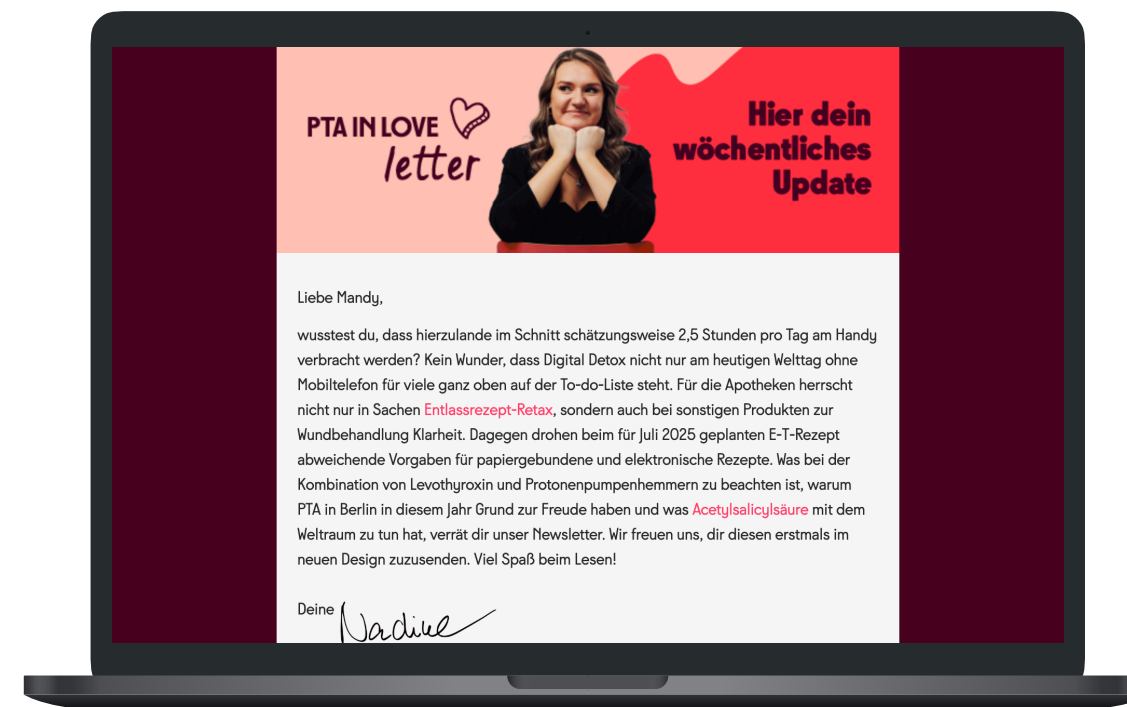 PTA IN LOVE
letter
Hier dein
wöchentliches
Update
Liebe Mandy,
wusstest du, dass hierzulande im Schnitt schätzungsweise 2,5 Stunden pro Tag am Handy
verbracht werden? Kein Wunder, dass Digital Detox nicht nur am heutigen Welttag ohne
Mobiltelefon für viele ganz oben auf der To-do-Liste steht. Für die Apotheken herrscht
nicht nur in Sachen Entlassrezept-Retax, sondern auch bei sonstigen Produkten zur
Wundbehandlung Klarheit. Dagegen drohen beim für Juli 2025 geplanten E-T-Rezept
abweichende Vorgaben für papiergebundene und elektronische Rezepte. Was bei der
Kombination von Levothyroxin und Protonenpumpenhemmern zu beachten ist, warum
PTA in Berlin in diesem Jahr Grund zur Freude haben und was Acetylsalicylsäure mit dem
Weltraum zu tun hat, verrät dir unser Newsletter. Wir freuen uns, dir diesen erstmals im
neuen Design zuzusenden. Viel Spaß beim Lesen!
Deine Nadine